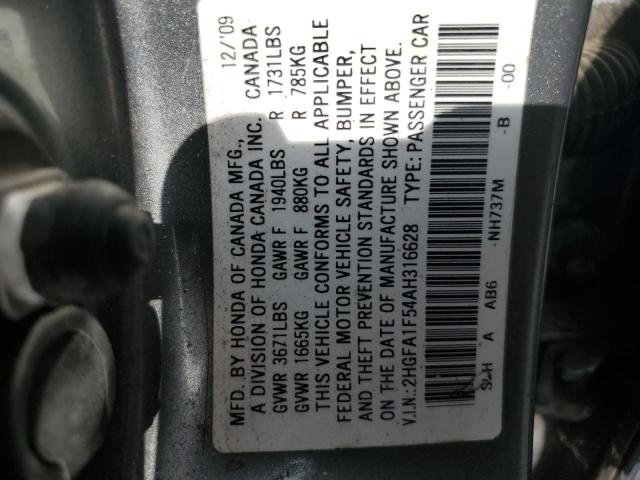 MFD. BY HONDA OF CANADA MFG., 12/'09
A DIVISION OF HONDA CANADA INC. CANADA
GVWR 3671LBS GAWR F 1940LBS R 1731LBS
GVWR 1665KG GAWR F 880KG R 785KG
THIS VEHICLE CONFORMS TO ALL APPLICABLE
FEDERAL MOTOR VEHICLE SAFETY, BUMPER,
AND THEFT PREVENTION STANDARDS IN EFFECT
ON THE DATE OF MANUFACTURE SHOWN ABOVE.
V.I.N.:2HGFA1F54AH316628 TYPE:PASSENGER CAR
A AB6 -NH737M -B -00